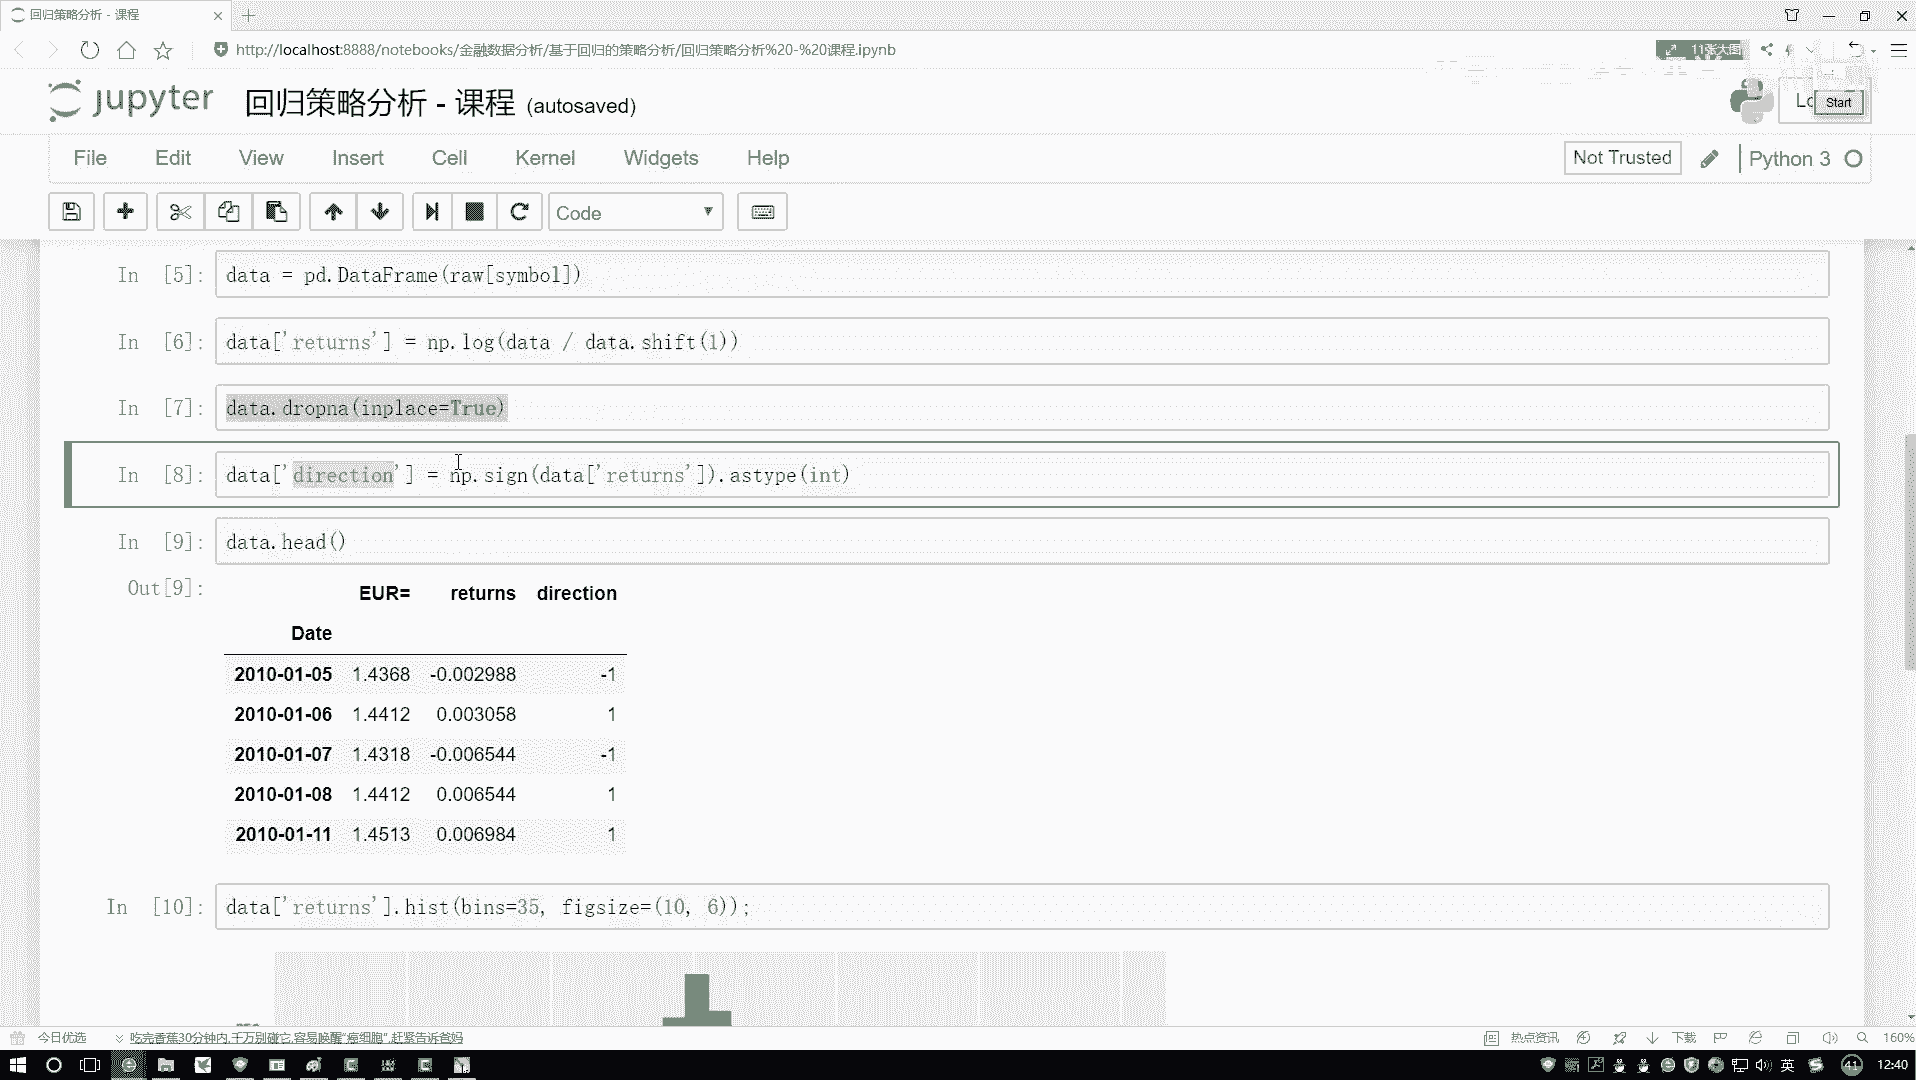 回归策略分析 - 课程
http://localhost:8888/notebooks/金融数据分析/基于回归的策略分析/回归策略分析%20-%20课程.ipynb
11张大图
jupyter 回归策略分析 - 课程 (autosaved)
Start
File Edit View Insert Cell Kernel Widgets Help
Not Trusted
Python 3
Code
In [5]: data = pd.DataFrame(raw[symbol])
In [6]: data['returns'] = np.log(data / data.shift(1))
In [7]: data.dropna(inplace=True)
In [8]: data['direction'] = np.sign(data['returns']).astype(int)
In [9]: data.head()
Out[9]:
EUR= returns direction
Date
2010-01-05 1.4368 -0.002988 -1
2010-01-06 1.4412 0.003058 1
2010-01-07 1.4318 -0.006544 -1
2010-01-08 1.4412 0.006544 1
2010-01-11 1.4513 0.006984 1
In [10]: data['returns'].hist(bins=35, figsize=(10, 6));
今日优选
吃完香蕉30分钟内,千万别碰它,容易唤醒"癌细胞",赶紧告诉爸妈
热点资讯
下载
160%
英
41
12:40